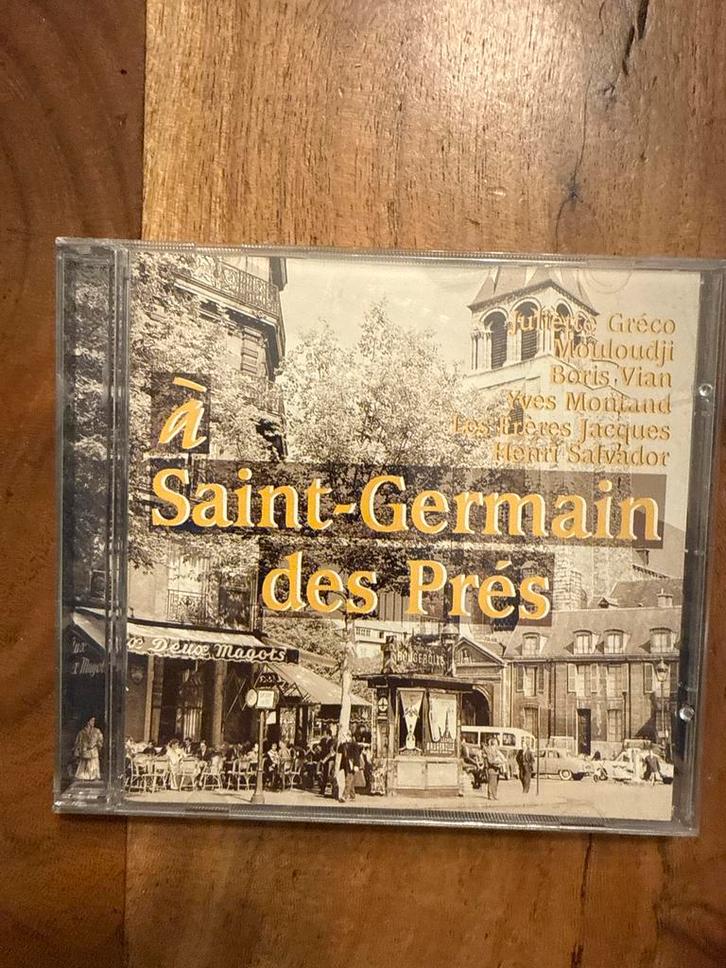 Juliette Gréco
Mouloudji
Boris Vian
Yves Montand
Les Frères Jacques
Henri Salvador
à
Saint-Germain
des Prés
Deux Magots